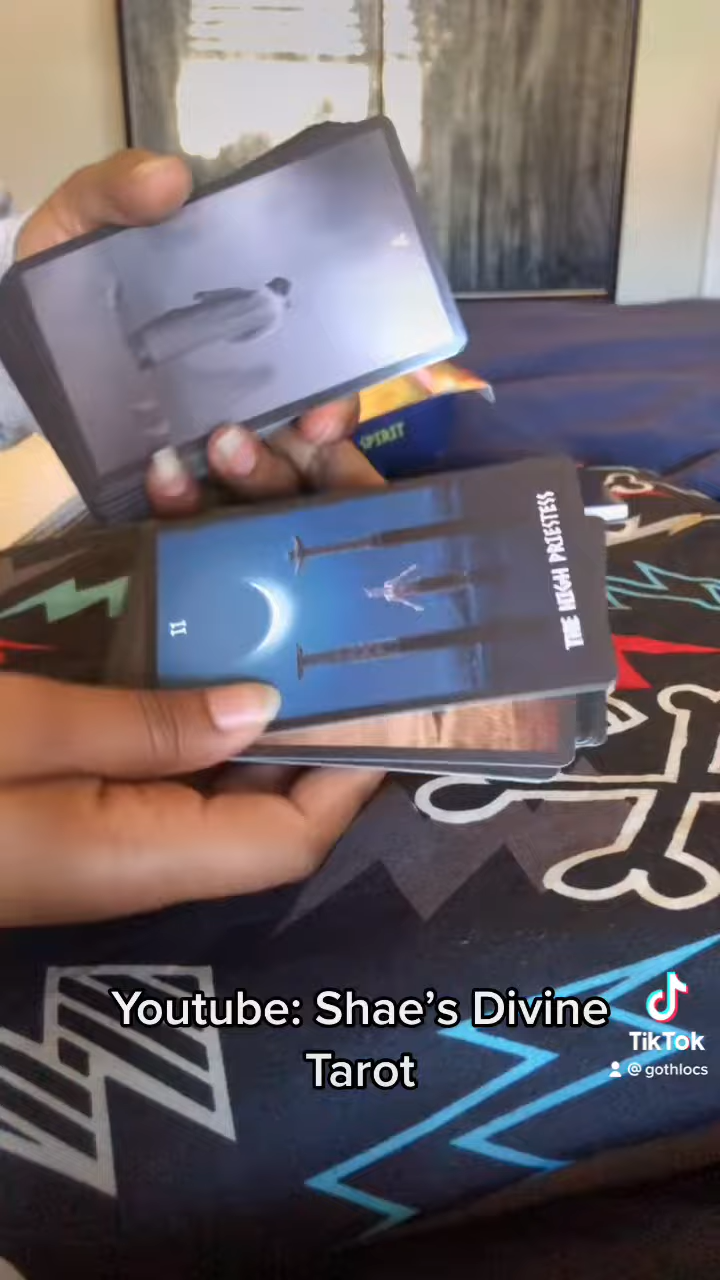 SPIRIT
II
THE HIGH PRIESTESS
Youtube: Shae's Divine
Tarot
TikTok
@ gothlocs